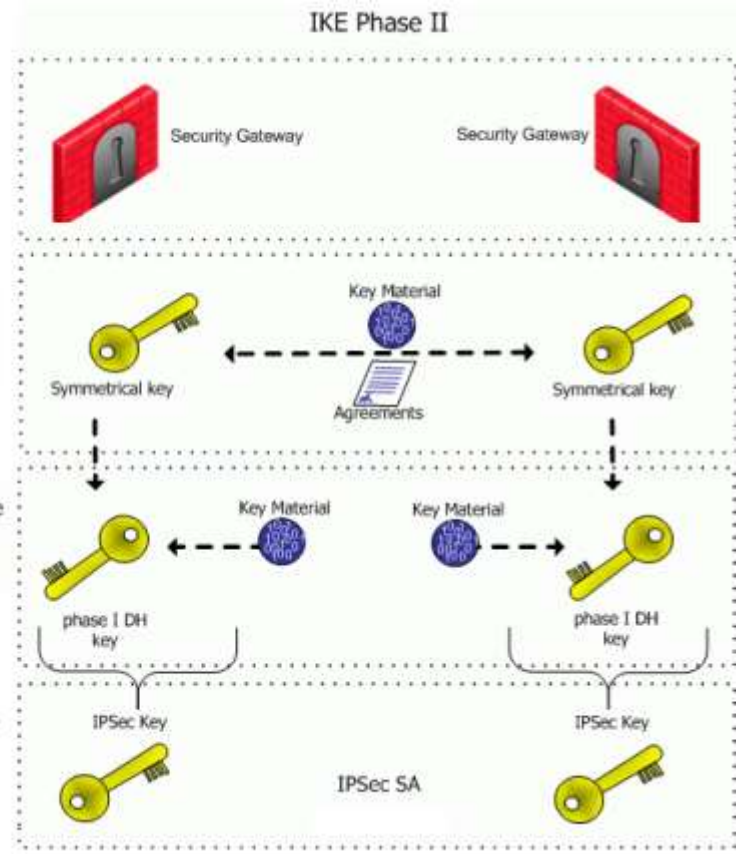 IKE Phase II
Security Gateway
Security Gateway
Key Material
Symmetrical key
Symmetrical key
Agreements
Key Material
Key Material
phase I DH
key
phase I DH
key
IPSec Key
IPSec Key
IPSec SA